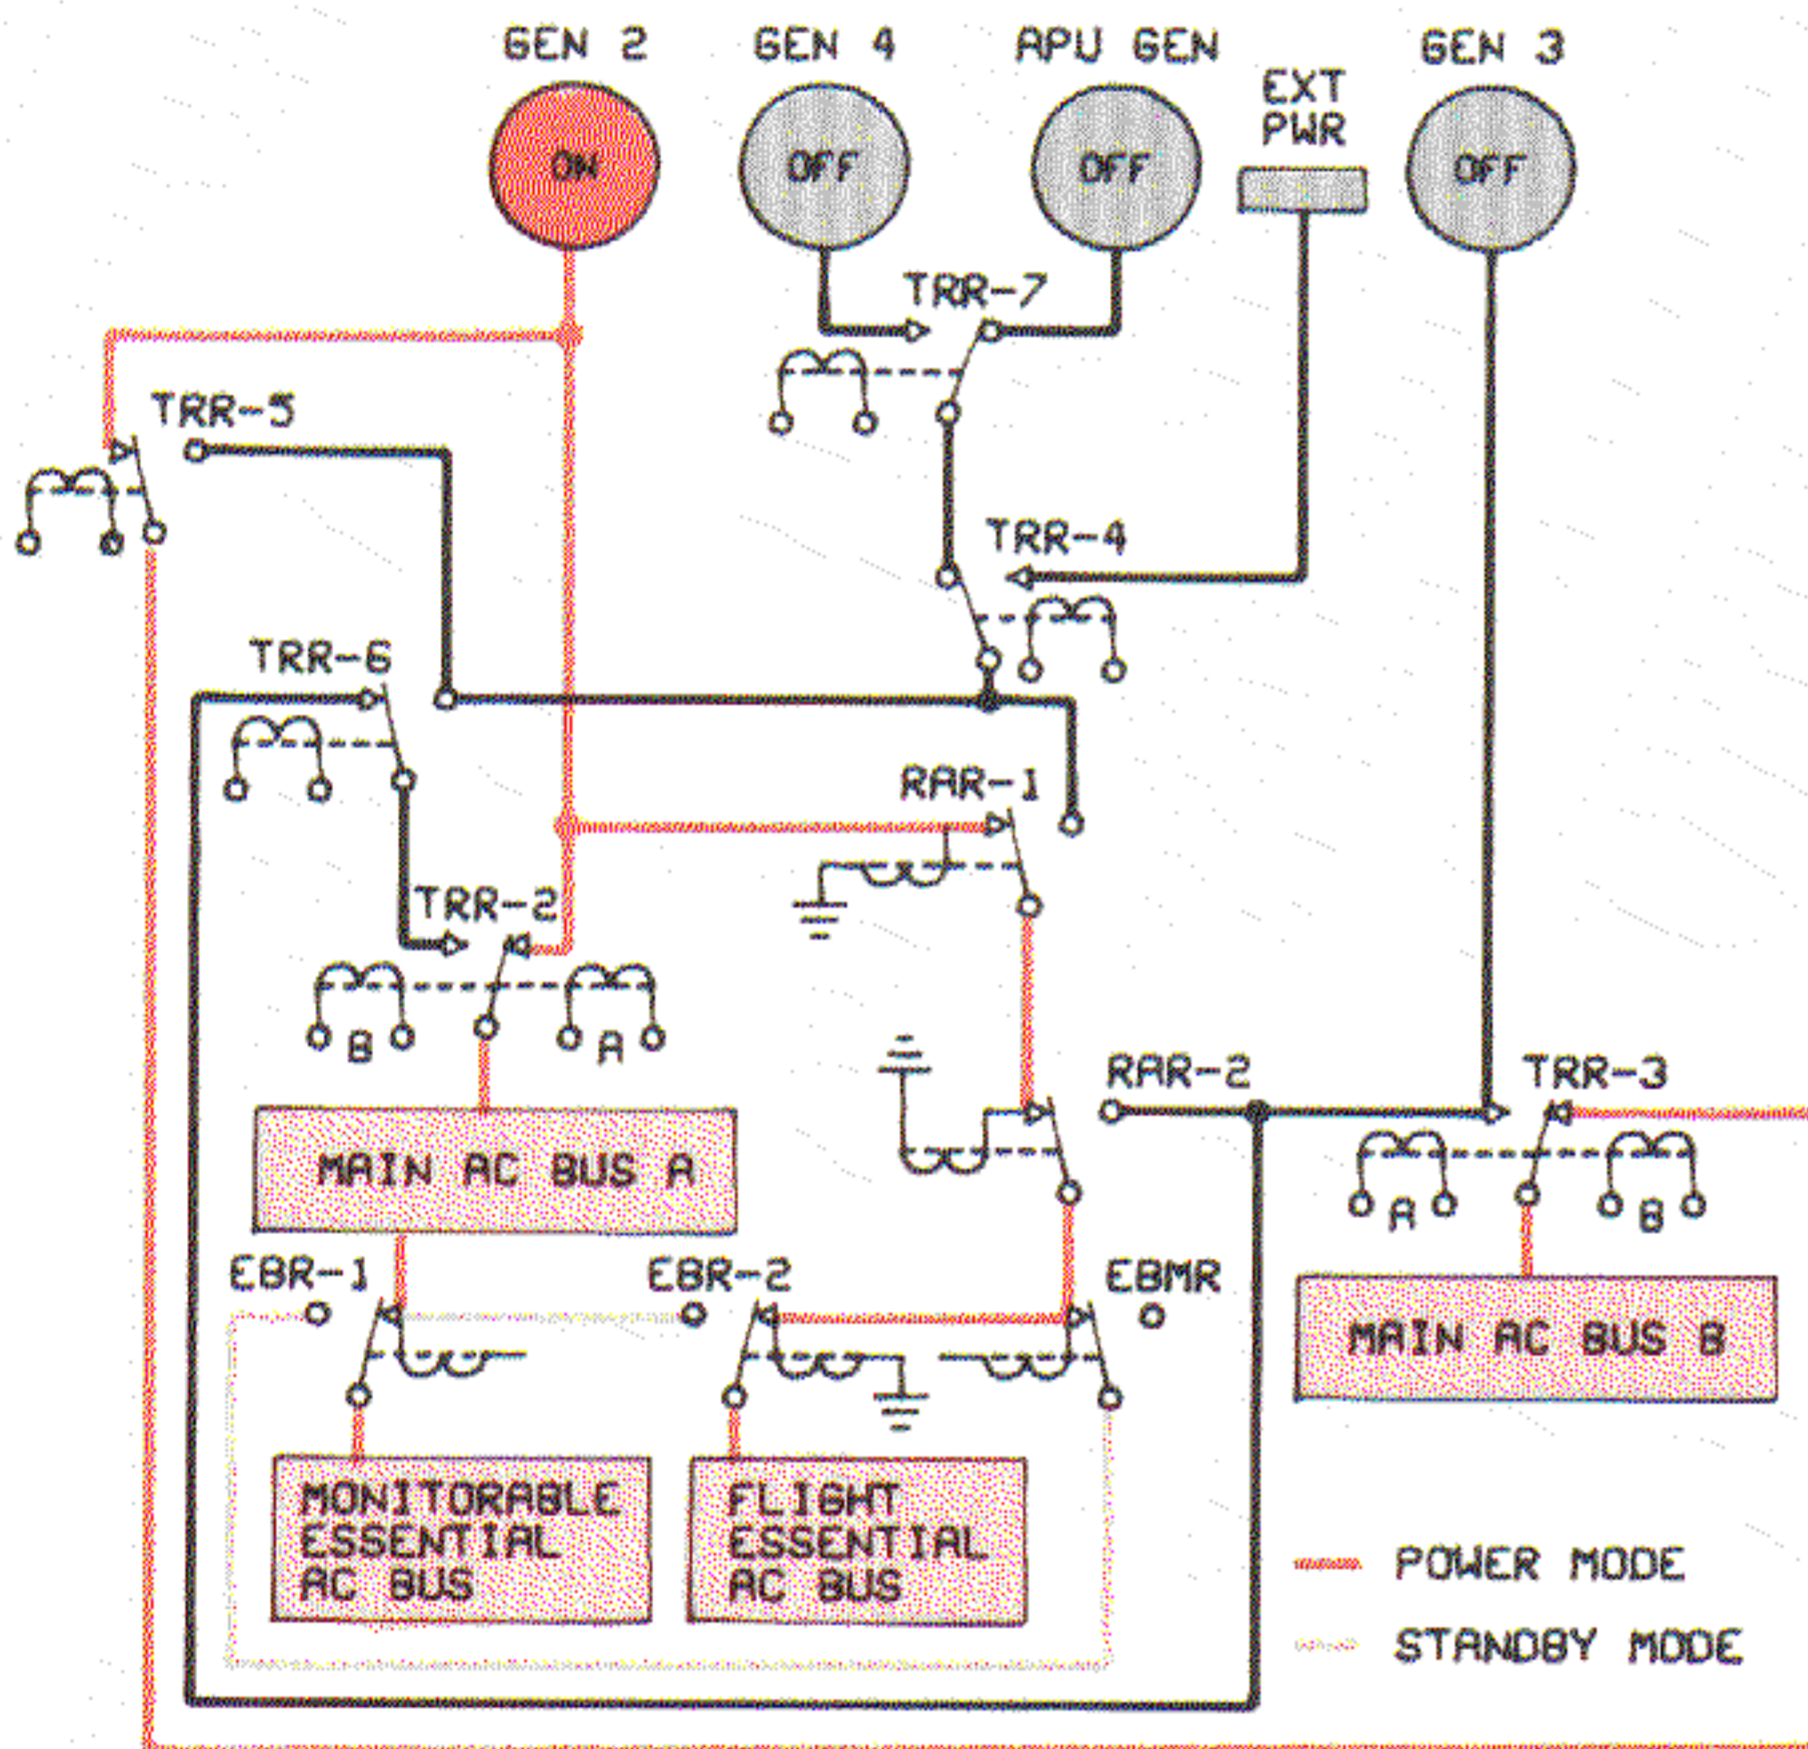 GEN 2
GEN 4
APU GEN
EXT
PWR
GEN 3
ON
OFF
OFF
OFF
TRR-7
TRR-5
TRR-4
TRR-6
RAR-1
TRR-2
B
A
RAR-2
TRR-3
MAIN AC BUS A
A
B
EBR-1
EBR-2
EBMR
MAIN AC BUS B
MONITORABLE
ESSENTIAL
AC BUS
FLIGHT
ESSENTIAL
AC BUS
POWER MODE
STANDBY MODE